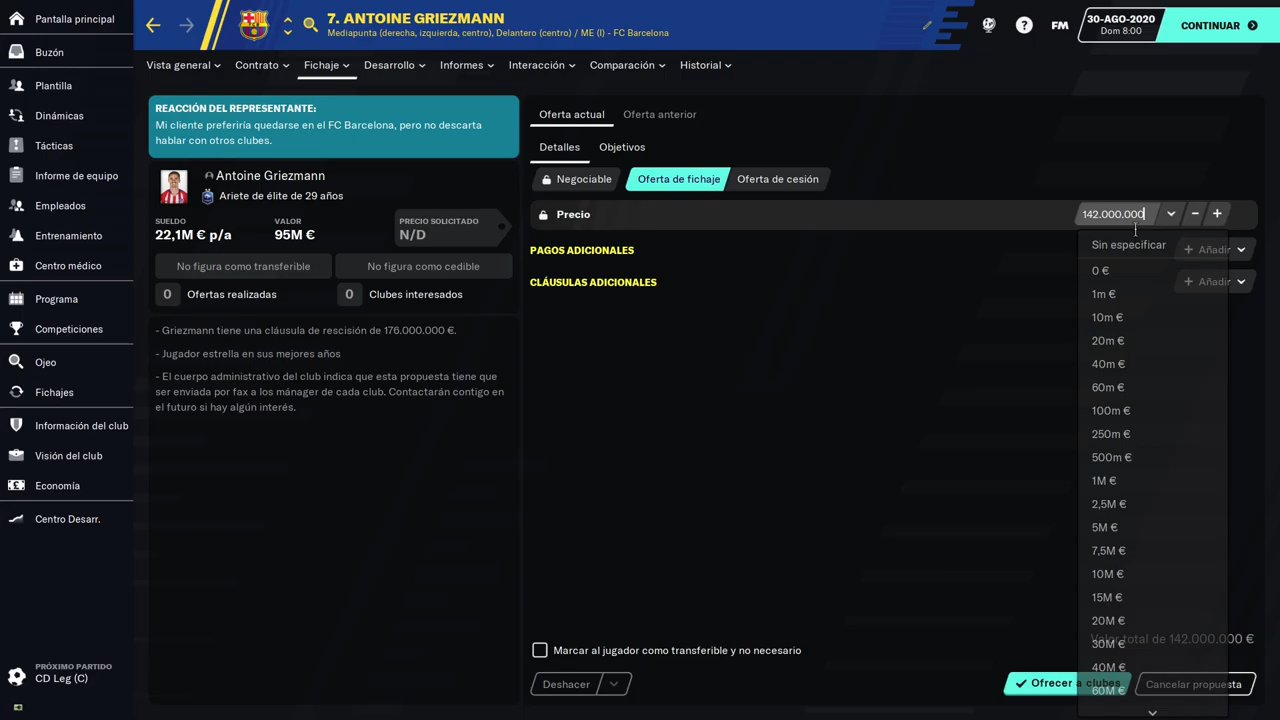 Pantalla principal
Buzón
Plantilla
Dinámicas
Tácticas
Informe de equipo
Empleados
Entrenamiento
Centro médico
Programa
Competiciones
Ojeo
Fichajes
Información del club
Visión del club
Economía
Centro Desarr.
PRÓXIMO PARTIDO
CD Leg (C)
7. ANTOINE GRIEZMANN
Mediapunta (derecha, izquierda, centro), Delantero (centro) / ME (I) - FC Barcelona
FM
30-AGO-2020
Dom 8:00
CONTINUAR
Vista general
Contrato
Fichaje
Desarrollo
Informes
Interacción
Comparación
Historial
REACCIÓN DEL REPRESENTANTE:
Mi cliente preferiría quedarse en el FC Barcelona, pero no descarta
hablar con otros clubes.
Antoine Griezmann
Ariete de élite de 29 años
SUELDO
22,1M € p/a
VALOR
95M €
PRECIO SOLICITADO
N/D
No figura como transferible
No figura como cedible
0 Ofertas realizadas
0 Clubes interesados
- Griezmann tiene una cláusula de rescisión de 176.000.000 €.
- Jugador estrella en sus mejores años
- El cuerpo administrativo del club indica que esta propuesta tiene que
ser enviada por fax a los mánager de cada club. Contactarán contigo en
el futuro si hay algún interés.
Oferta actual
Oferta anterior
Detalles
Objetivos
Negociable
Oferta de fichaje
Oferta de cesión
Precio
142.000.000
- +
PAGOS ADICIONALES
+ Añadir
CLÁUSULAS ADICIONALES
+ Añadir
Sin especificar
0 €
1m €
10m €
20m €
40m €
60m €
100m €
250m €
500m €
1M €
2,5M €
5M €
7,5M €
10M €
15M €
20M €
30M €
40M €
60M €
Valor total de 142.000.000 €
Marcar al jugador como transferible y no necesario
Deshacer
Ofrecer a clubes
Cancelar propuesta